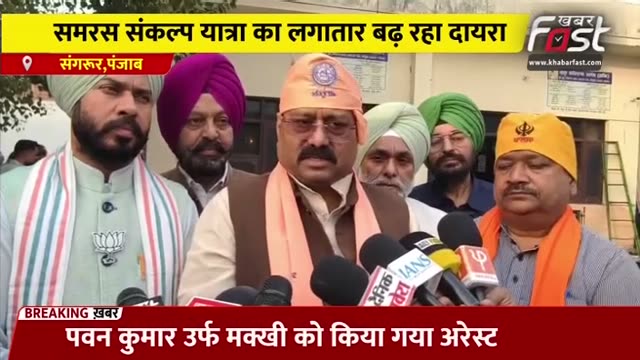 समरस संकल्प यात्रा का लगातार बढ़ रहा दायरा
ख़बर
FAST
www.khabarfast.com
संगरूर,पंजाब
IANS
दैनिक
BREAKING ख़बर
पवन कुमार उर्फ मक्खी को किया गया अरेस्ट